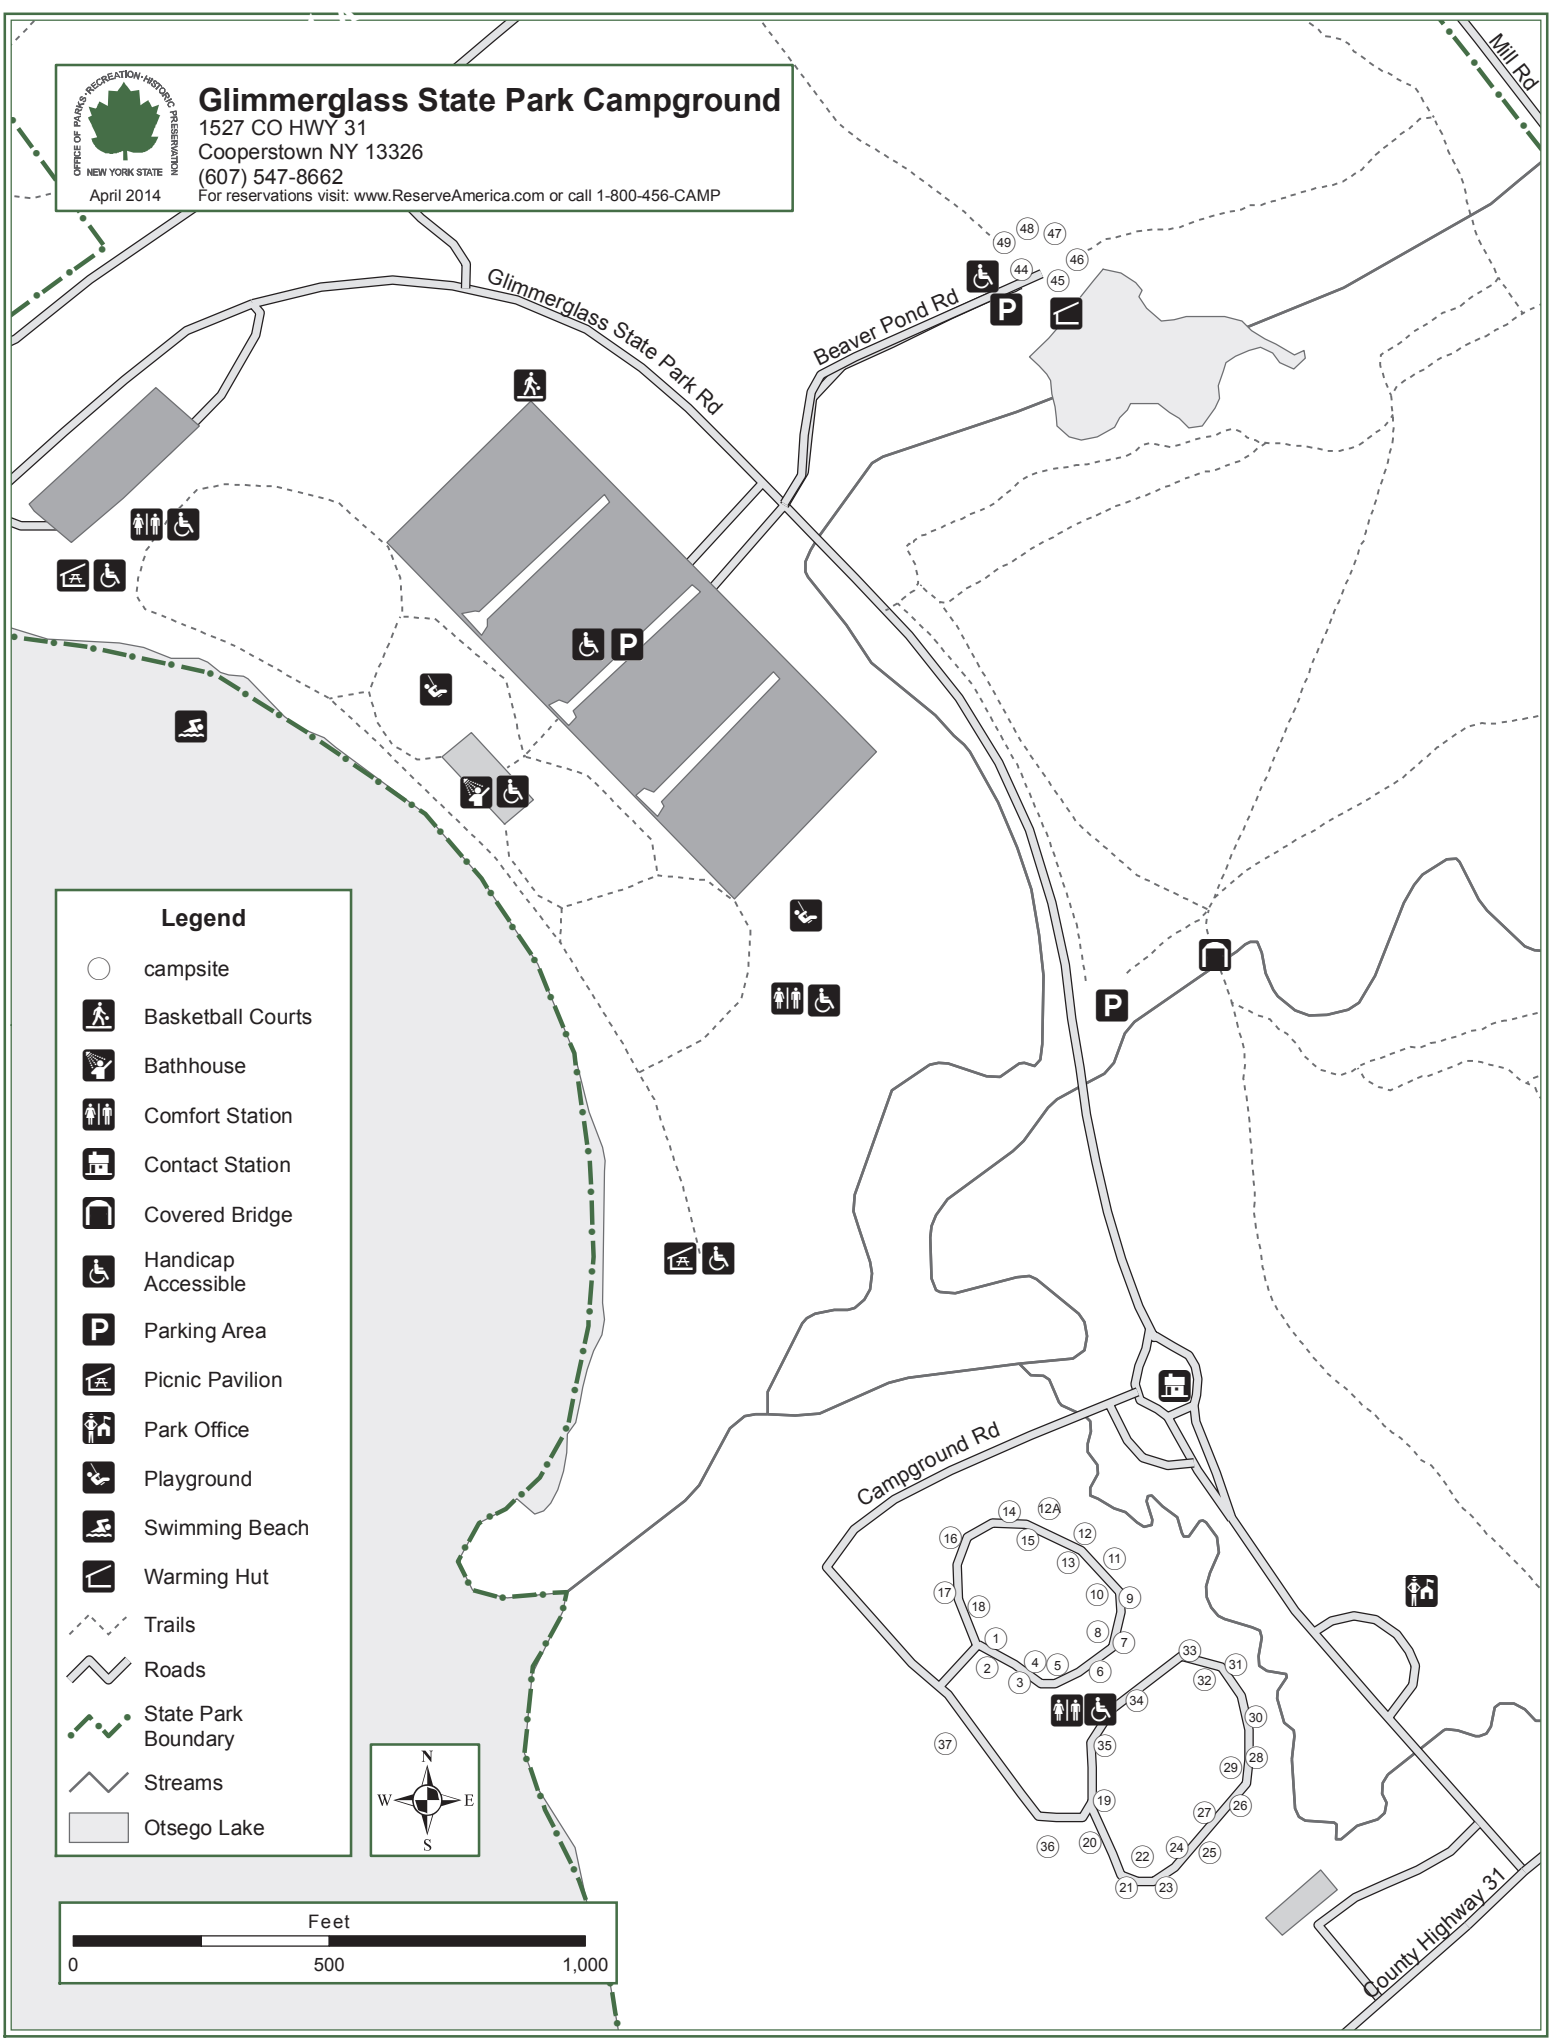 OFFICE OF PARKS·RECREATION·HISTORIC PRESERVATION
NEW YORK STATE
April 2014
Glimmerglass State Park Campground
1527 CO HWY 31
Cooperstown NY 13326
(607) 547-8662
For reservations visit: www.ReserveAmerica.com or call 1-800-456-CAMP
Mill Rd
48
47
49
46
44
45
P
Beaver Pond Rd
Glimmerglass State Park Rd
P
P
Legend
campsite
Basketball Courts
Bathhouse
Comfort Station
Contact Station
Covered Bridge
Handicap
Accessible
P
Parking Area
Picnic Pavilion
Park Office
Playground
Swimming Beach
Warming Hut
Trails
Roads
State Park
Boundary
Streams
Otsego Lake
Campground Rd
14
12A
16
15
12
13
11
17
18
10
9
1
8
7
2
4
5
6
3
33
31
32
34
30
37
35
28
29
19
27
26
36
20
22
24
25
21
23
N
W
E
S
Feet
0
500
1,000
County Highway 31